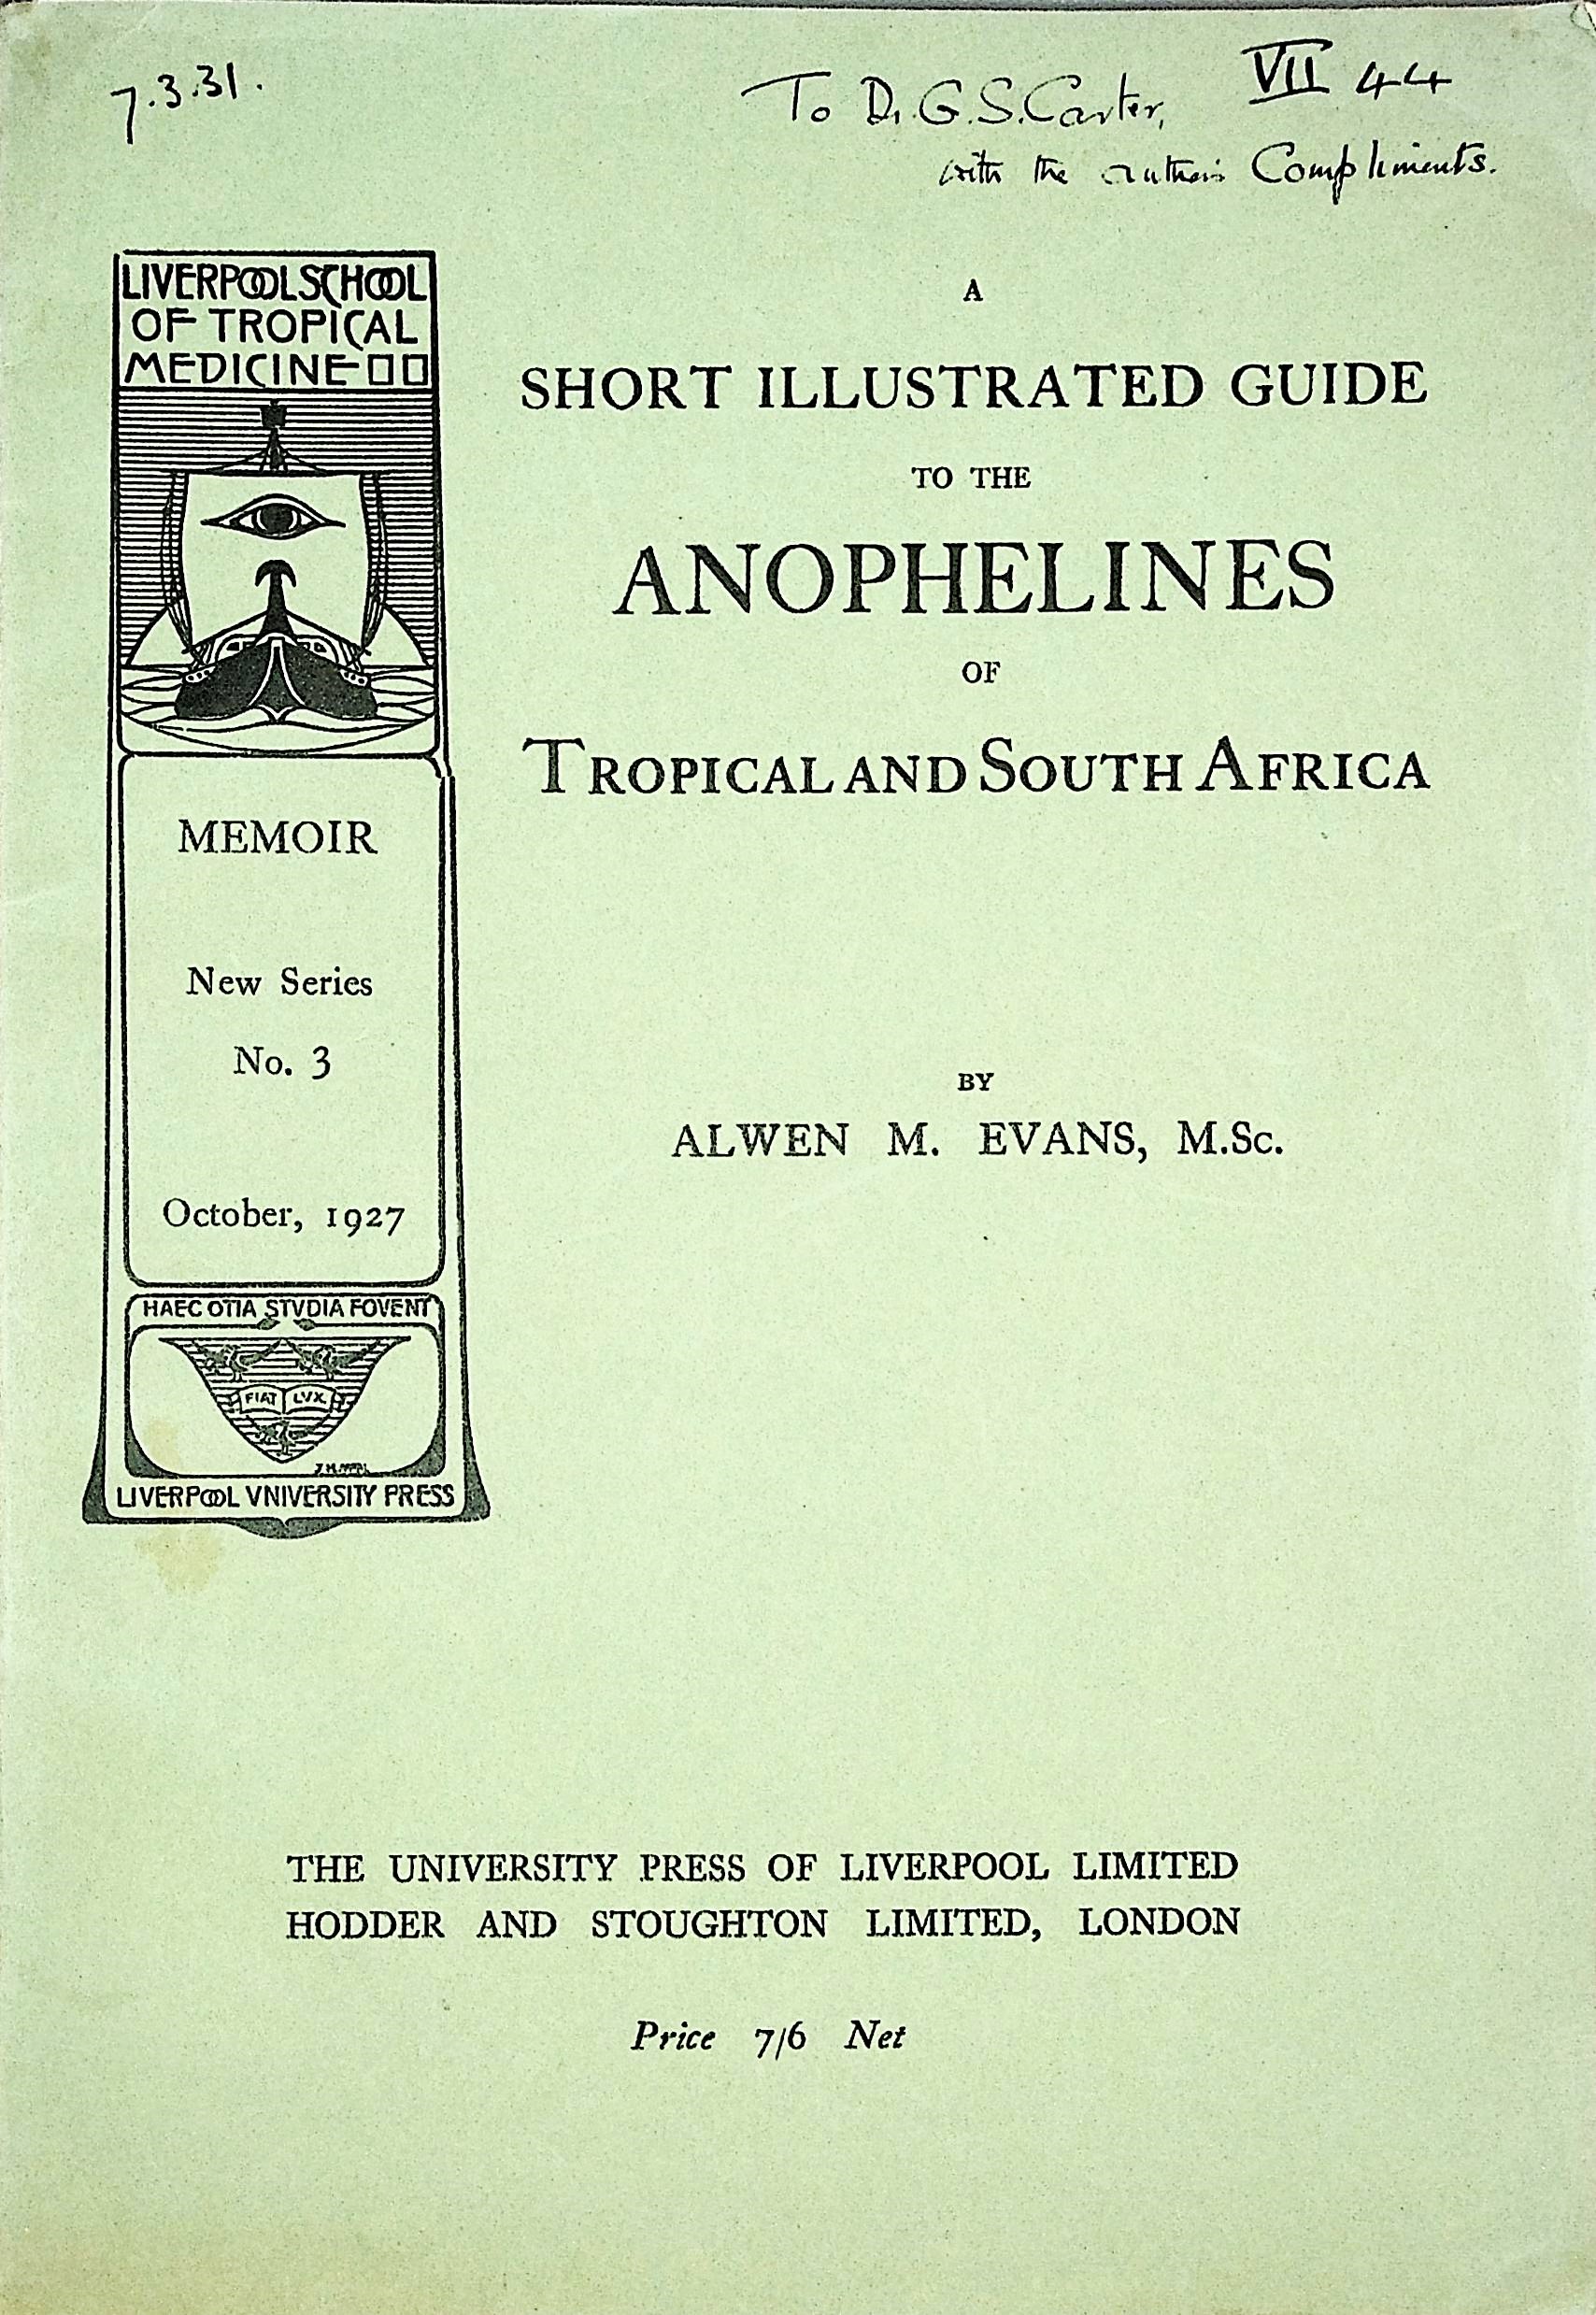 7.3.31.
VII 44
To Dr. G.S. Carter,
with the author's Compliments.
LIVERPOOL SCHOOL
OF TROPICAL
MEDICINE
MEMOIR
New Series
No. 3
October, 1927
HAEC OTIA STVDIA FOVENT
FIAT LVX
LIVERPOOL VNIVERSITY PRESS
A
SHORT ILLUSTRATED GUIDE
TO THE
ANOPHELINES
OF
TROPICAL AND SOUTH AFRICA
BY
ALWEN M. EVANS, M.Sc.
THE UNIVERSITY PRESS OF LIVERPOOL LIMITED
HODDER AND STOUGHTON LIMITED, LONDON
Price 7/6 Net